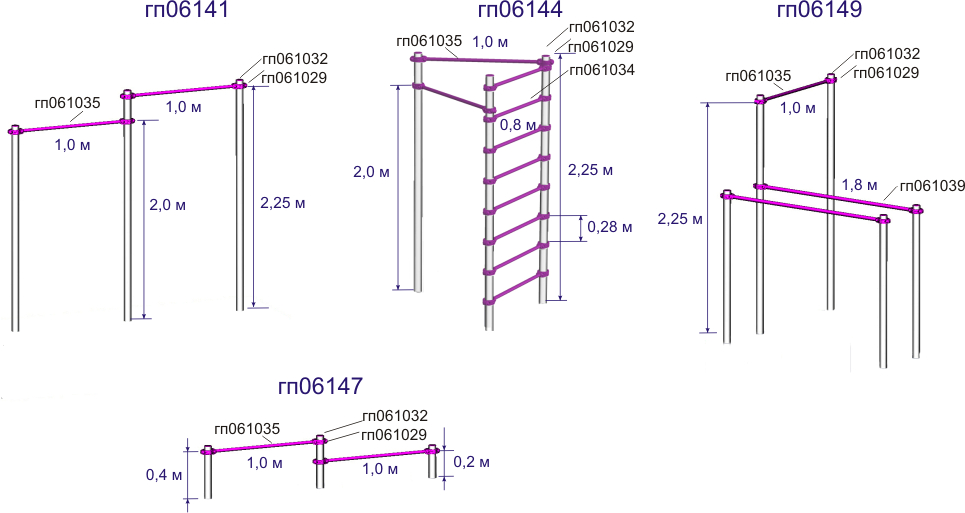 гп06141
гп061032
гп061029
гп061035
1,0 м
1,0 м
2,0 м
2,25 м
гп06144
гп061032
гп061035
1,0 м
гп061029
гп061034
0,8 м
2,0 м
2,25 м
0,28 м
гп06149
гп061032
гп061029
гп061035
1,0 м
1,8 м
гп061039
2,25 м
гп06147
гп061032
гп061035
гп061029
1,0 м
1,0 м
0,4 м
0,2 м